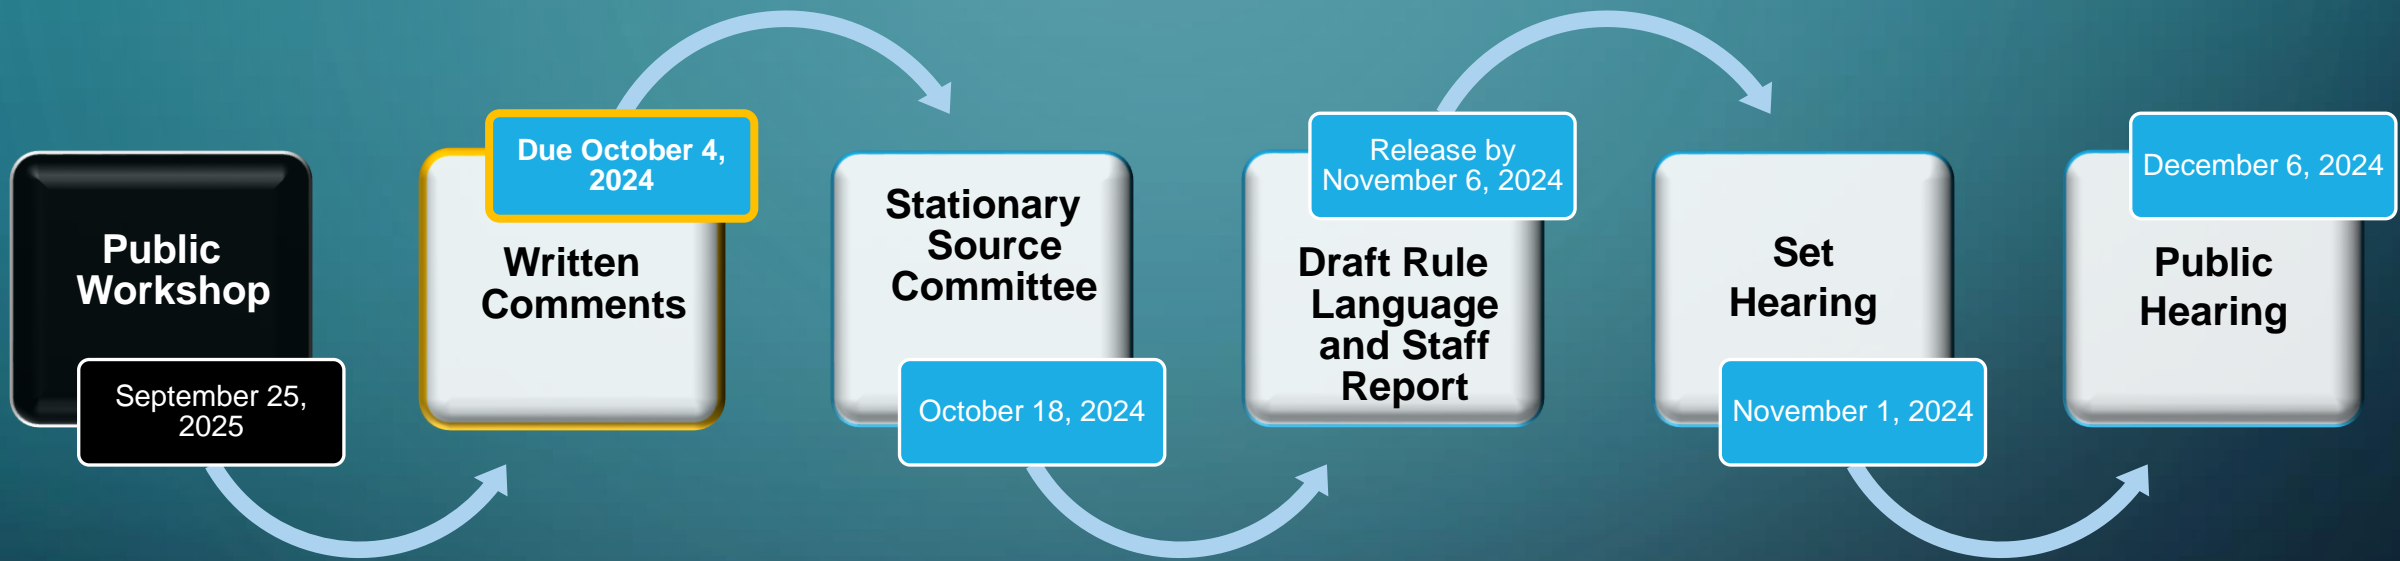 Public
Workshop
September 25,
2025
Due October 4,
2024
Written
Comments
Stationary
Source
Committee
October 18, 2024
Release by
November 6, 2024
Draft Rule
Language
and Staff
Report
Set
Hearing
November 1, 2024
December 6, 2024
Public
Hearing